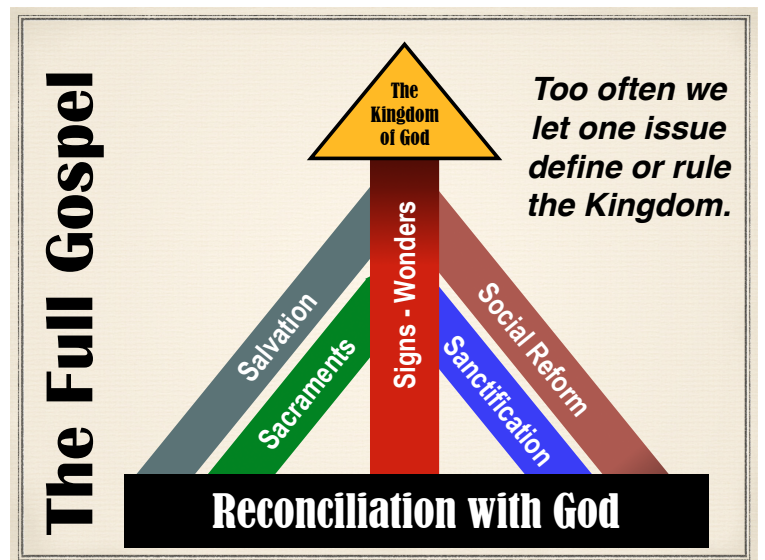 The Full Gospel
The
Kingdom
of God
Too often we
let one issue
define or rule
the Kingdom.
Salvation
Sacraments
Signs - Wonders
Sanctification
Social Reform
Reconciliation with God